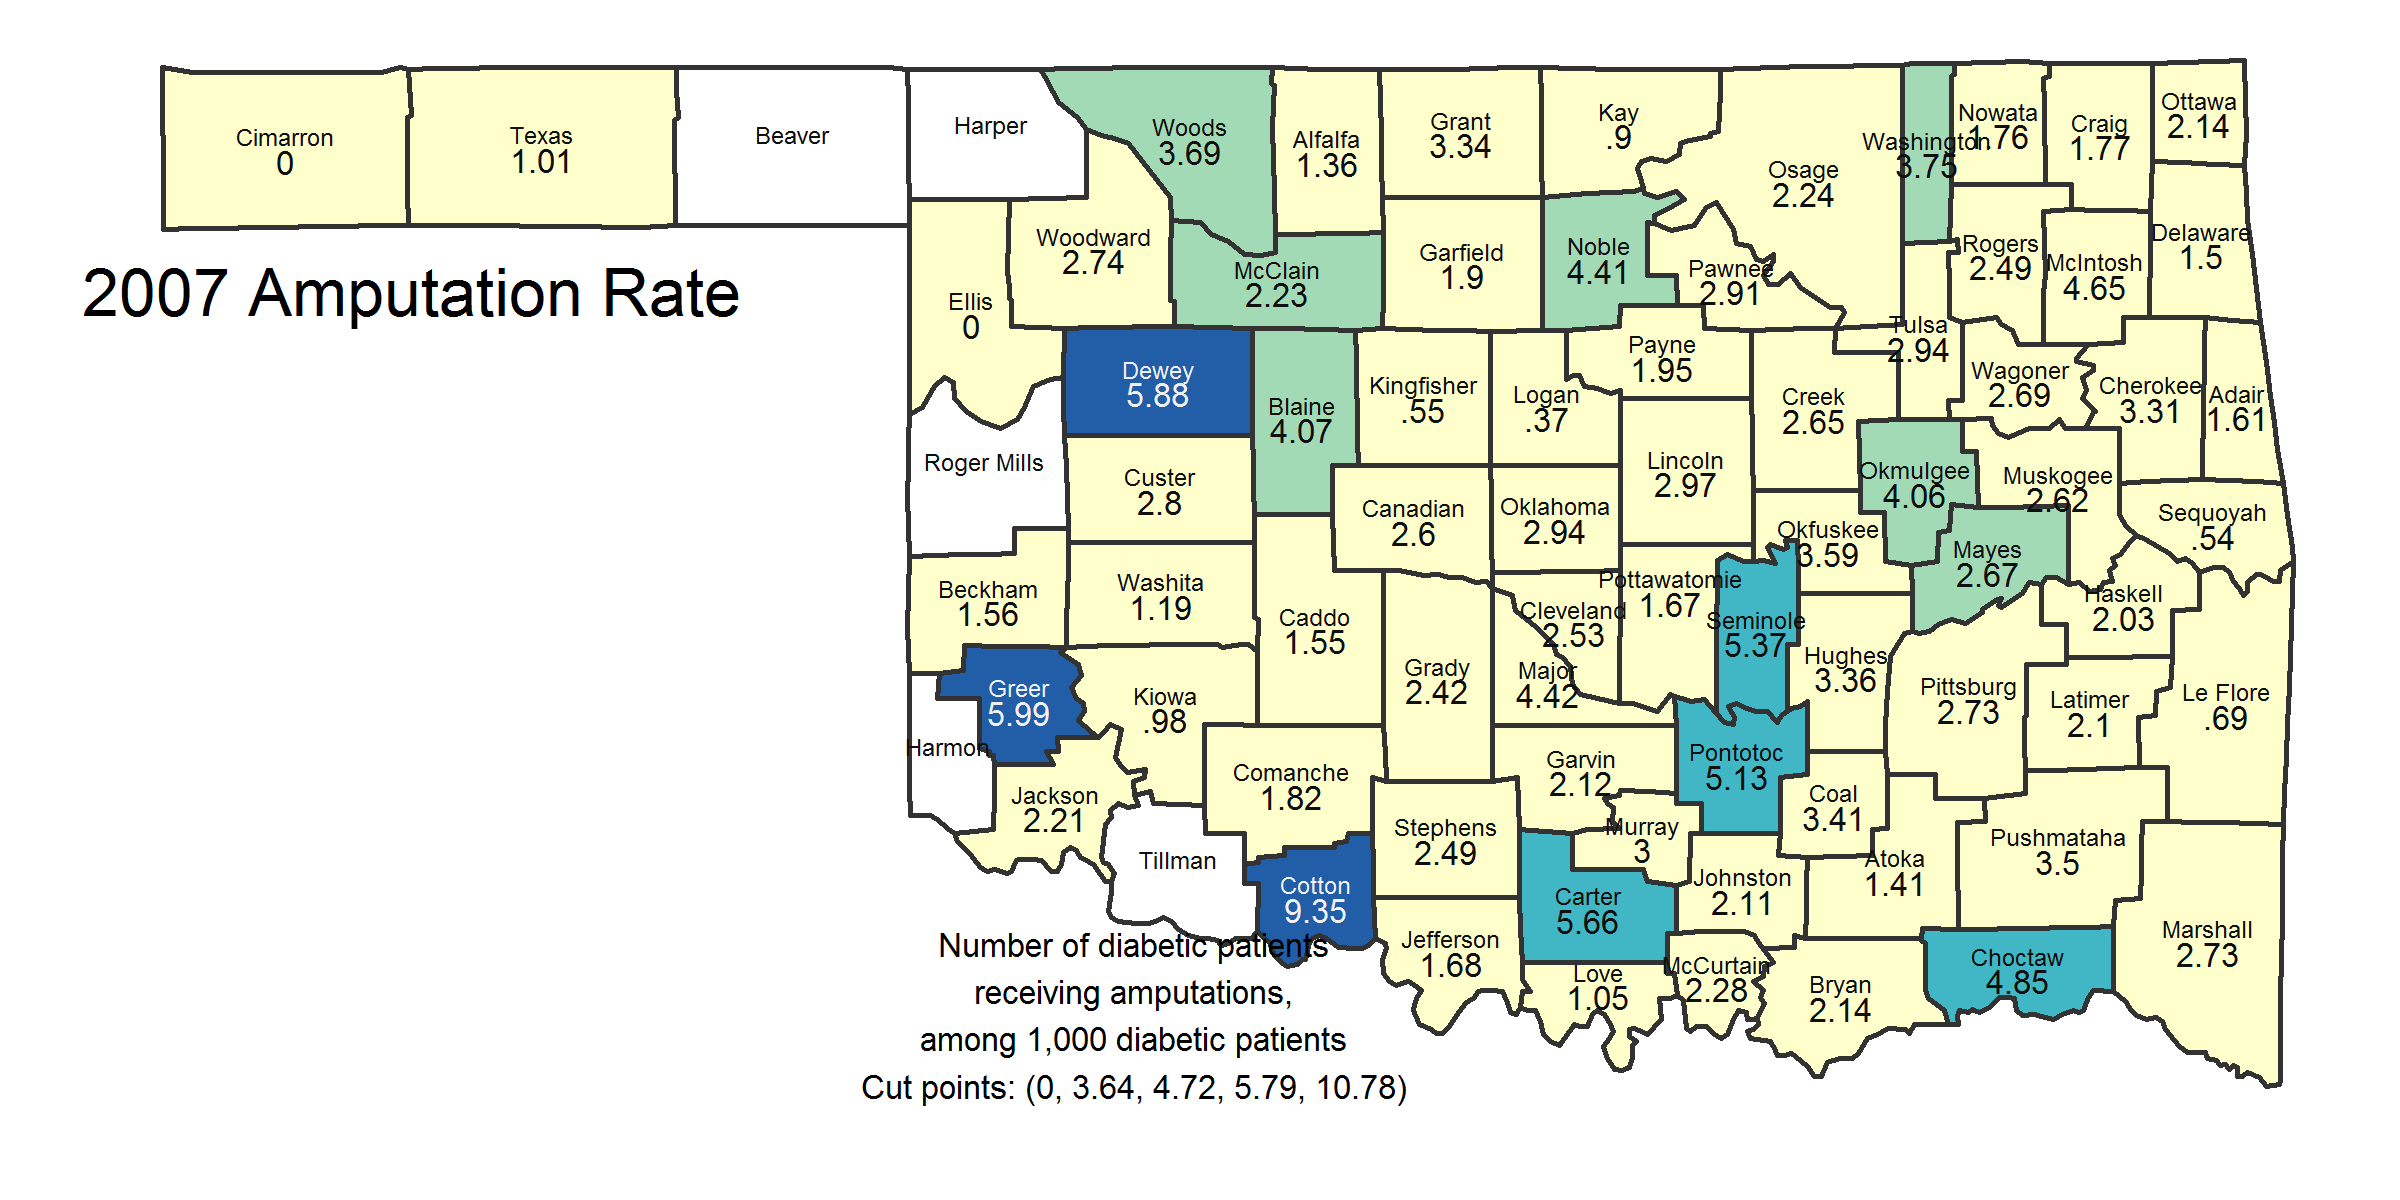 Cimarron
0
Texas
1.01
Beaver
Harper
Woods
3.69
Alfalfa
1.36
Grant
3.34
Kay
.9
Osage
2.24
Washington
3.75
Nowata
1.76
Craig
1.77
Ottawa
2.14
2007 Amputation Rate
Ellis
0
Woodward
2.74
McClain
2.23
Garfield
1.9
Noble
4.41
Pawnee
2.91
Rogers
2.49
McIntosh
4.65
Delaware
1.5
Dewey
5.88
Blaine
4.07
Kingfisher
.55
Logan
.37
Payne
1.95
Creek
2.65
Tulsa
2.94
Wagoner
2.69
Cherokee
3.31
Adair
1.61
Roger Mills
Custer
2.8
Canadian
2.6
Oklahoma
2.94
Lincoln
2.97
Okmulgee
4.06
Muskogee
2.62
Sequoyah
.54
Okfuskee
3.59
Mayes
2.67
Beckham
1.56
Washita
1.19
Caddo
1.55
Cleveland
2.53
Pottawatomie
1.67
Seminole
5.37
Haskell
2.03
Greer
5.99
Kiowa
.98
Grady
2.42
Major
4.42
Hughes
3.36
Pittsburg
2.73
Latimer
2.1
Le Flore
.69
Harmon
Jackson
2.21
Comanche
1.82
Garvin
2.12
Pontotoc
5.13
Coal
3.41
Tillman
Stephens
2.49
Murray
3
Johnston
2.11
Atoka
1.41
Pushmataha
3.5
Cotton
9.35
Jefferson
1.68
Carter
5.66
Love
1.05
McCurtain
2.28
Bryan
2.14
Choctaw
4.85
Marshall
2.73
Number of diabetic patients
receiving amputations,
among 1,000 diabetic patients
Cut points: (0, 3.64, 4.72, 5.79, 10.78)